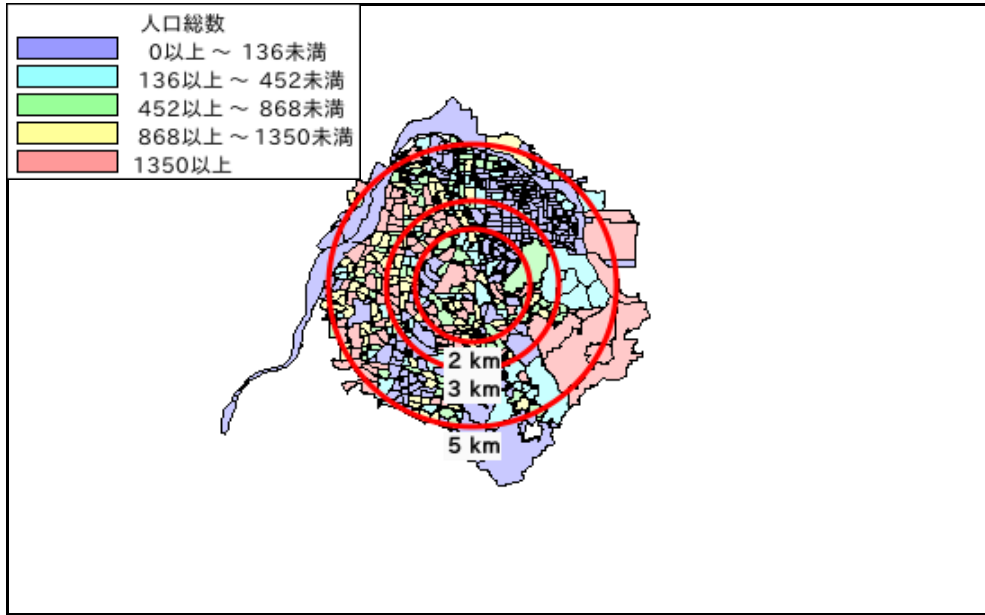 人口総数
0以上 ～ 136未満
136以上 ～ 452未満
452以上 ～ 868未満
868以上 ～1350未満
1350以上
2 km
3 km
5 km